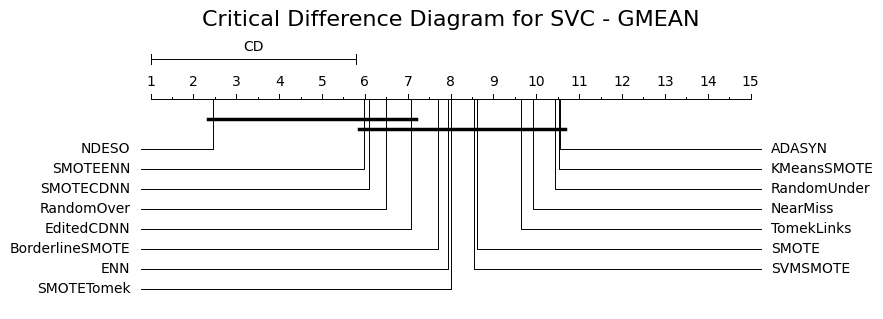 Critical Difference Diagram for SVC - GMEAN
CD
1 2 3 4 5 6 7 8 9 10 11 12 13 14 15
NDESO ADASYN
SMOTEENN KMeansSMOTE
SMOTECDNN RandomUnder
RandomOver NearMiss
EditedCDNN TomekLinks
BorderlineSMOTE SMOTE
ENN SVMSMOTE
SMOTETomek